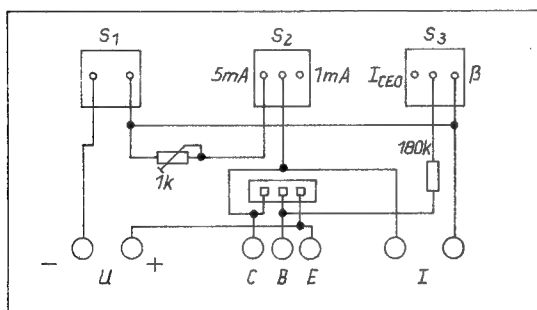 S1 S2 S3
5mA 1mA ICEO β
1k 180k
− U + C B E I